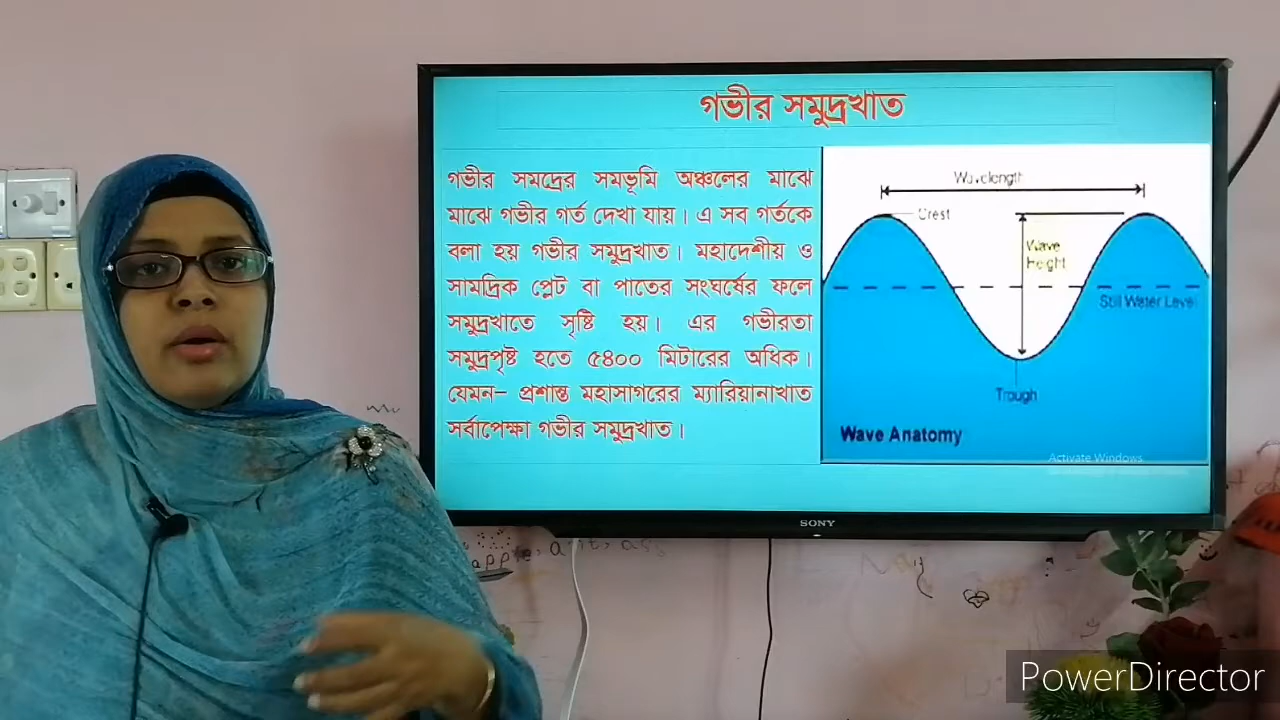 গভীর সমুদ্রখাত
গভীর সমদ্রের সমভূমি অঞ্চলের মাঝে
মাঝে গভীর গর্ত দেখা যায়। এ সব গর্তকে
বলা হয় গভীর সমুদ্রখাত। মহাদেশীয় ও
সামদ্রিক প্লেট বা পাতের সংঘর্ষের ফলে
সমুদ্রখাতে সৃষ্টি হয়। এর গভীরতা
সমুদ্রপৃষ্ট হতে ৫৪০০ মিটারের অধিক।
যেমন- প্রশান্ত মহাসাগরের ম্যারিয়ানাখাত
সর্বাপেক্ষা গভীর সমুদ্রখাত।
Wavelength
Crest
Wave
Height
Still Water Level
Trough
Wave Anatomy
Activate Windows
SONY
PowerDirector